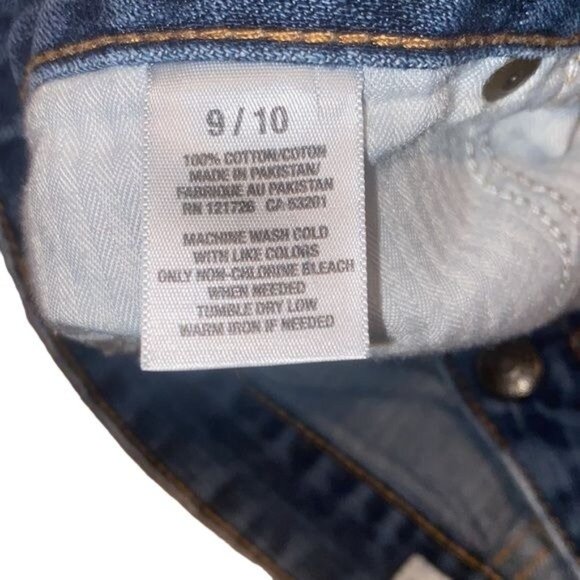 9 / 10
100% COTTON/COTON
MADE IN PAKISTAN/
FABRIQUE AU PAKISTAN
RN 121726 CA 53201
MACHINE WASH COLD
WITH LIKE COLORS
ONLY NON-CHLORINE BLEACH
WHEN NEEDED
TUMBLE DRY LOW
WARM IRON IF NEEDED